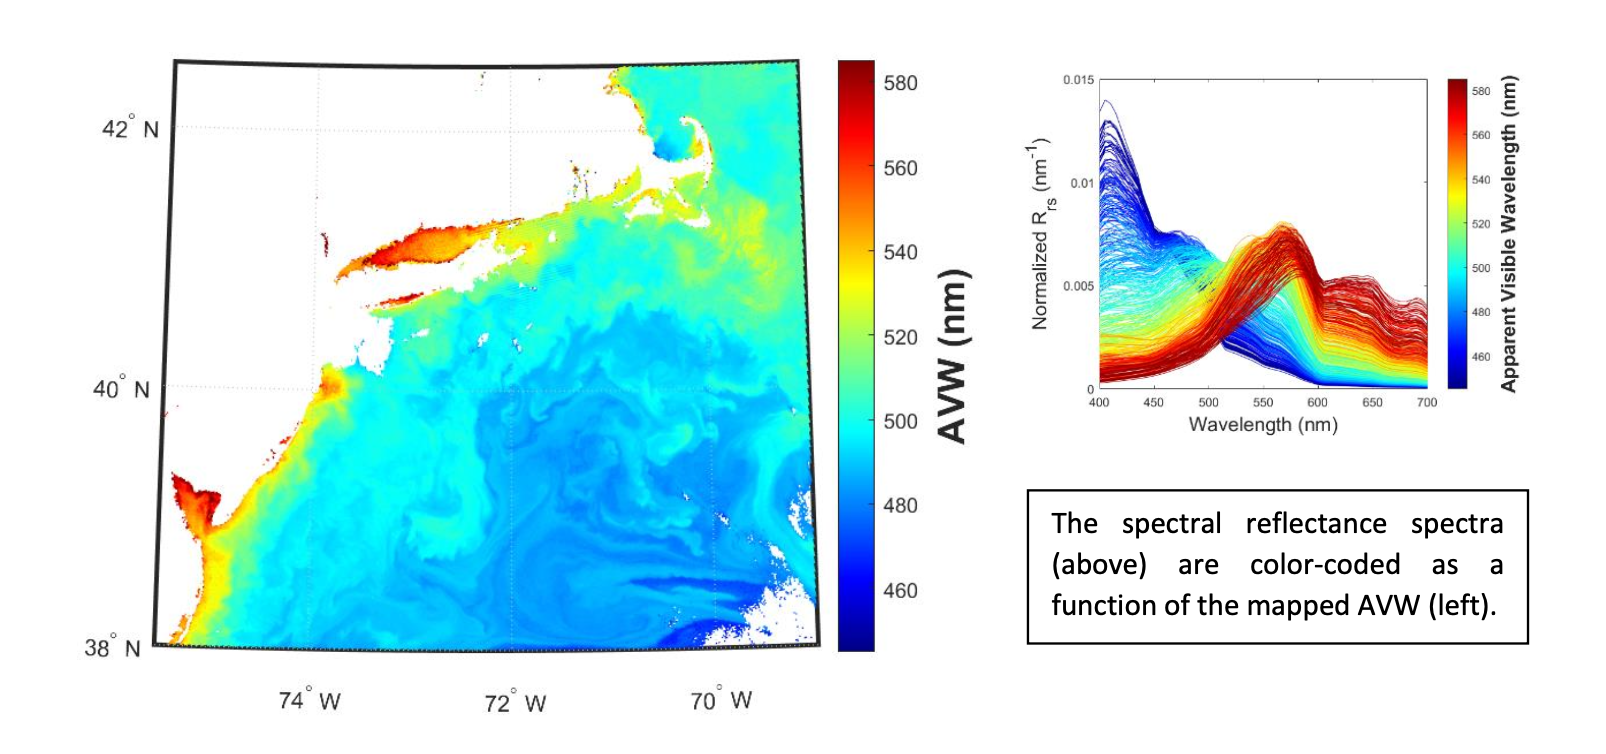 42° N
40° N
38° N
74° W
72° W
70° W
580
560
540
520
500
480
460
AVW (nm)
0.015
0.01
0.005
0
Normalized Rrs (nm-1)
400 450 500 550 600 650 700
Wavelength (nm)
580
560
540
520
500
480
460
Apparent Visible Wavelength (nm)
The spectral reflectance spectra
(above) are color-coded as a
function of the mapped AVW (left).